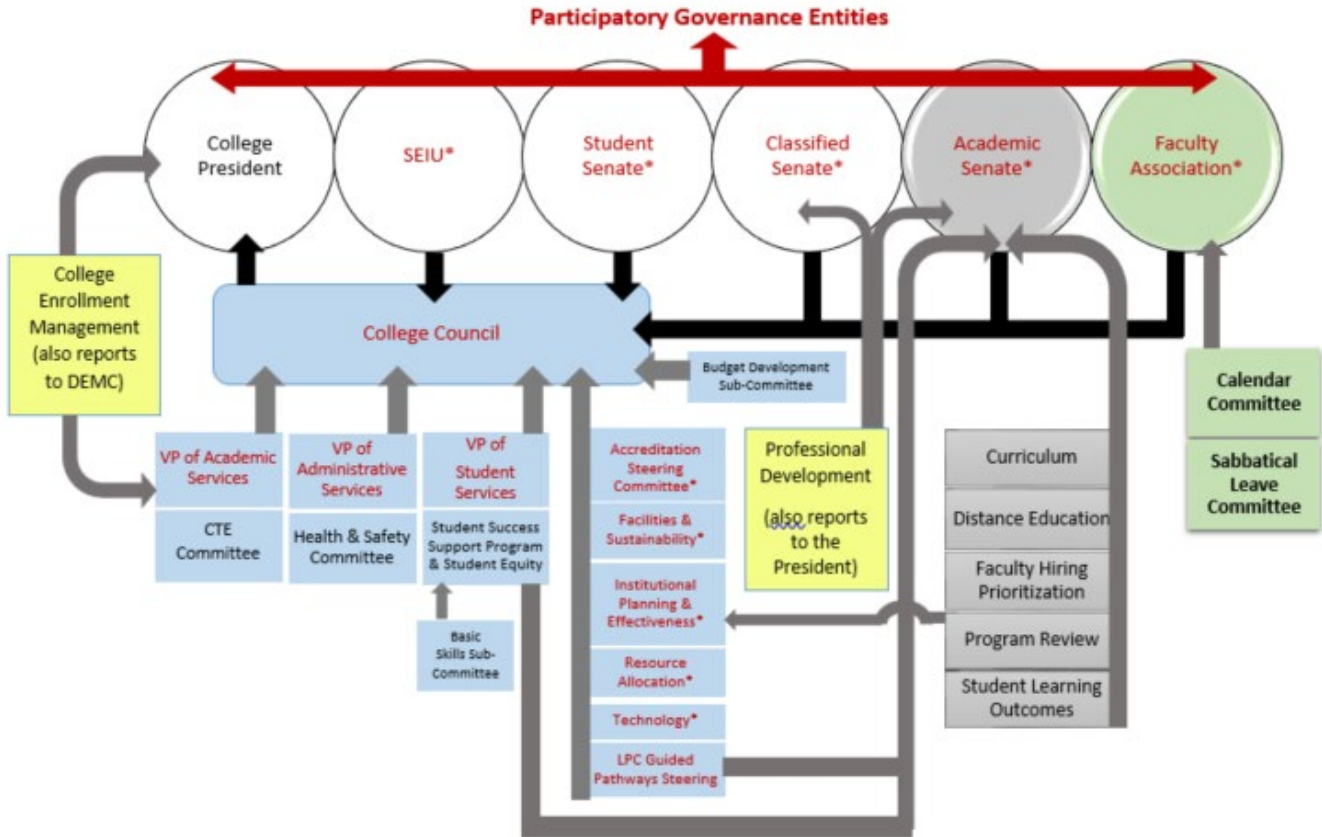 Participatory Governance Entities
College
President
SEIU*
Student
Senate*
Classified
Senate*
Academic
Senate*
Faculty
Association*
College
Enrollment
Management
(also reports
to DEMC)
College Council
Budget Development
Sub-Committee
Calendar
Committee
Sabbatical
Leave
Committee
VP of Academic
Services
CTE
Committee
VP of
Administrative
Services
Health & Safety
Committee
VP of
Student
Services
Student Success
Support Program
& Student Equity
Basic
Skills Sub-
Committee
Accreditation
Steering
Committee*
Facilities &
Sustainability*
Institutional
Planning &
Effectiveness*
Resource
Allocation*
Technology*
LPC Guided
Pathways Steering
Professional
Development
(also reports
to the
President)
Curriculum
Distance Education
Faculty Hiring
Prioritization
Program Review
Student Learning
Outcomes